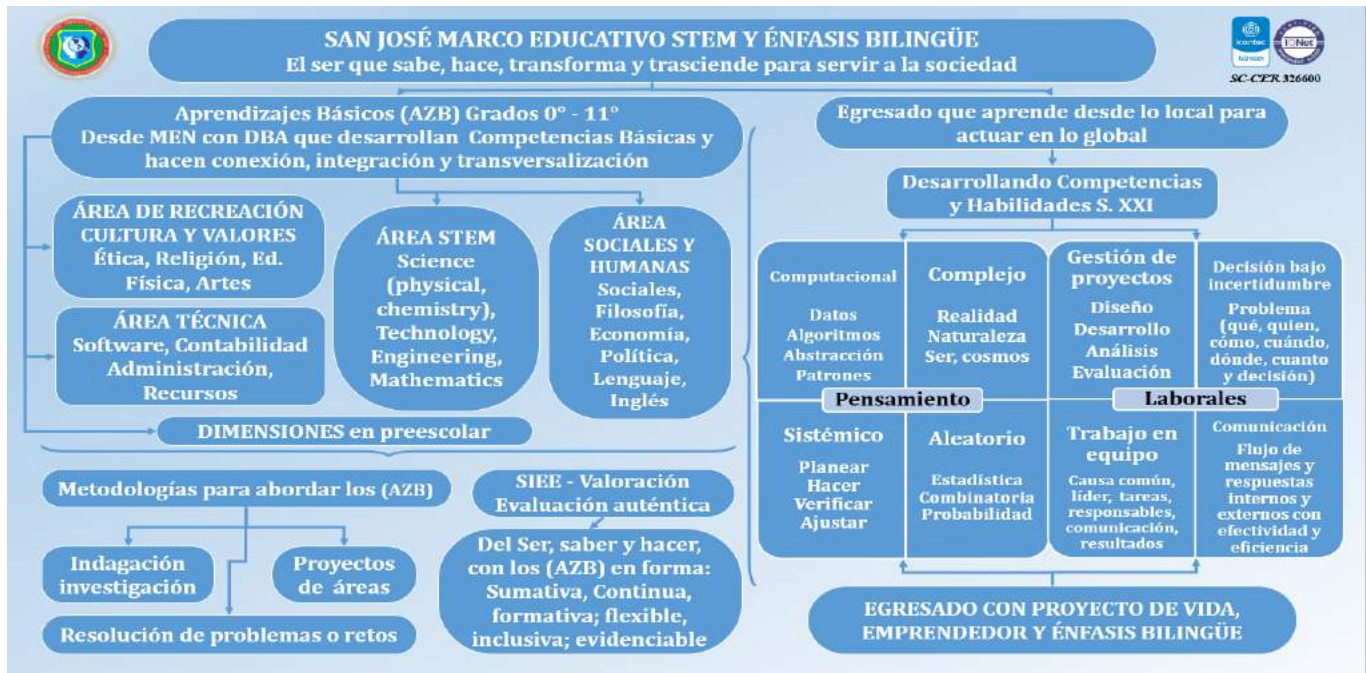 SAN JOSÉ MARCO EDUCATIVO STEM Y ÉNFASIS BILINGÜE
El ser que sabe, hace, transforma y trasciende para servir a la sociedad
icontec
IQNet
SC-CER 326600
Aprendizajes Básicos (AZB) Grados 0° - 11°
Desde MEN con DBA que desarrollan Competencias Básicas y
hacen conexión, integración y transversalización
ÁREA DE RECREACIÓN
CULTURA Y VALORES
Ética, Religión, Ed.
Física, Artes
ÁREA TÉCNICA
Software, Contabilidad
Administración,
Recursos
ÁREA STEM
Science
(physical,
chemistry),
Technology,
Engineering,
Mathematics
ÁREA
SOCIALES Y
HUMANAS
Sociales,
Filosofía,
Economía,
Política,
Lenguaje,
Inglés
DIMENSIONES en preescolar
Metodologías para abordar los (AZB)
Indagación
investigación
Proyectos
de áreas
Resolución de problemas o retos
SIEE - Valoración
Evaluación auténtica
Del Ser, saber y hacer,
con los (AZB) en forma:
Sumativa, Continua,
formativa; flexible,
inclusiva; evidenciable
Egresado que aprende desde lo local para
actuar en lo global
Desarrollando Competencias
y Habilidades S. XXI
Computacional
Datos
Algoritmos
Abstracción
Patrones
Complejo
Realidad
Naturaleza
Ser, cosmos
Gestión de
proyectos
Diseño
Desarrollo
Análisis
Evaluación
Decisión bajo
incertidumbre
Problema
(qué, quien,
cómo, cuándo,
dónde, cuanto
y decisión)
Pensamiento
Laborales
Sistémico
Planear
Hacer
Verificar
Ajustar
Aleatorio
Estadística
Combinatoria
Probabilidad
Trabajo en
equipo
Causa común,
líder, tareas,
responsables,
comunicación,
resultados
Comunicación
Flujo de
mensajes y
respuestas
internos y
externos con
efectividad y
eficiencia
EGRESADO CON PROYECTO DE VIDA,
EMPRENDEDOR Y ÉNFASIS BILINGÜE